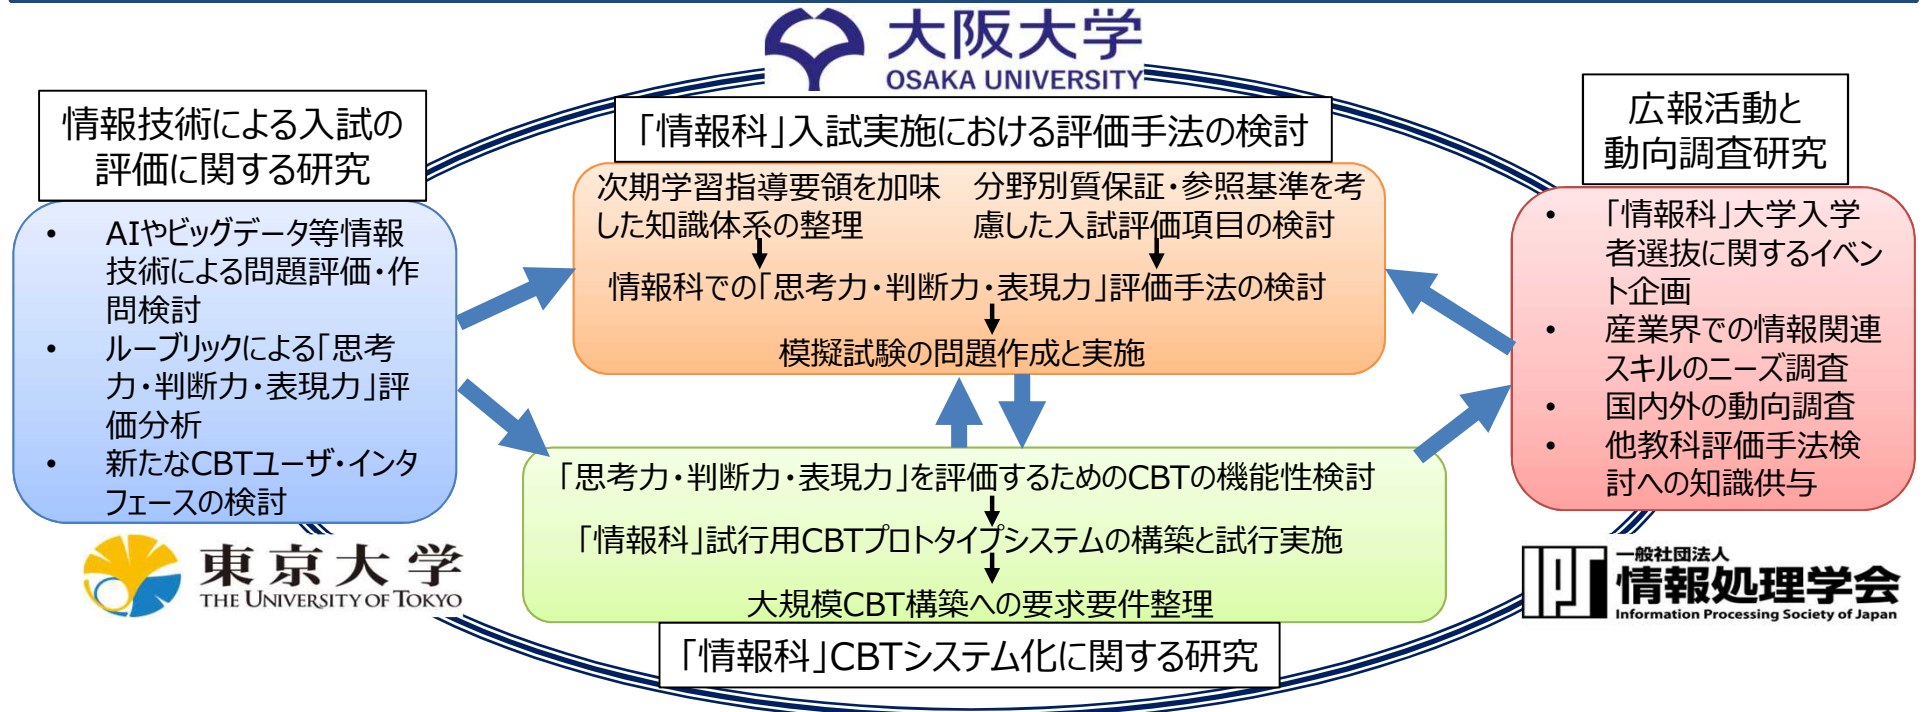 大阪大学
OSAKA UNIVERSITY
情報技術による入試の
評価に関する研究
• AIやビッグデータ等情報
技術による問題評価・作
問検討
• ルーブリックによる「思考
力・判断力・表現力」評
価分析
• 新たなCBTユーザ・インタ
フェースの検討
東京大学
THE UNIVERSITY OF TOKYO
「情報科」入試実施における評価手法の検討
次期学習指導要領を加味
した知識体系の整理
分野別質保証・参照基準を考
慮した入試評価項目の検討
情報科での「思考力・判断力・表現力」評価手法の検討
模擬試験の問題作成と実施
「思考力・判断力・表現力」を評価するためのCBTの機能性検討
「情報科」試行用CBTプロトタイプシステムの構築と試行実施
大規模CBT構築への要求要件整理
「情報科」CBTシステム化に関する研究
広報活動と
動向調査研究
• 「情報科」大学入学
者選抜に関するイベン
ト企画
• 産業界での情報関連
スキルのニーズ調査
• 国内外の動向調査
• 他教科評価手法検
討への知識供与
一般社団法人
情報処理学会
Information Processing Society of Japan